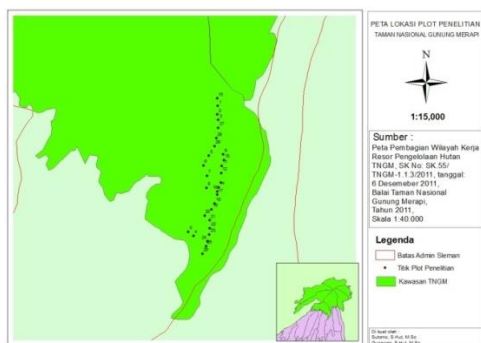 PETA LOKASI PLOT PENELITIAN
TAMAN NASIONAL GUNUNG MERAPI
N
1:15,000
Sumber :
Peta Pembagian Wilayah Kerja
Resor Pengelolaan Hutan
TNGM, SK No: SK.55/
TNGM-1.1.3/2011, tanggal:
6 Desemeber 2011,
Balai Taman Nasional
Gunung Merapi,
Tahun 2011,
Skala 1:40.000
Legenda
Batas Admin Sleman
Titik Plot Penelitian
Kawasan TNGM